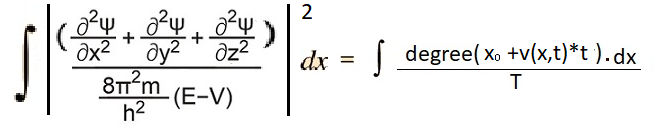 ∫ | (∂²Ψ/∂x² + ∂²Ψ/∂y² + ∂²Ψ/∂z²) / (8π²m/h² (E−V)) |² dx = ∫ degree( x₀ +v(x,t)*t ).dx / T